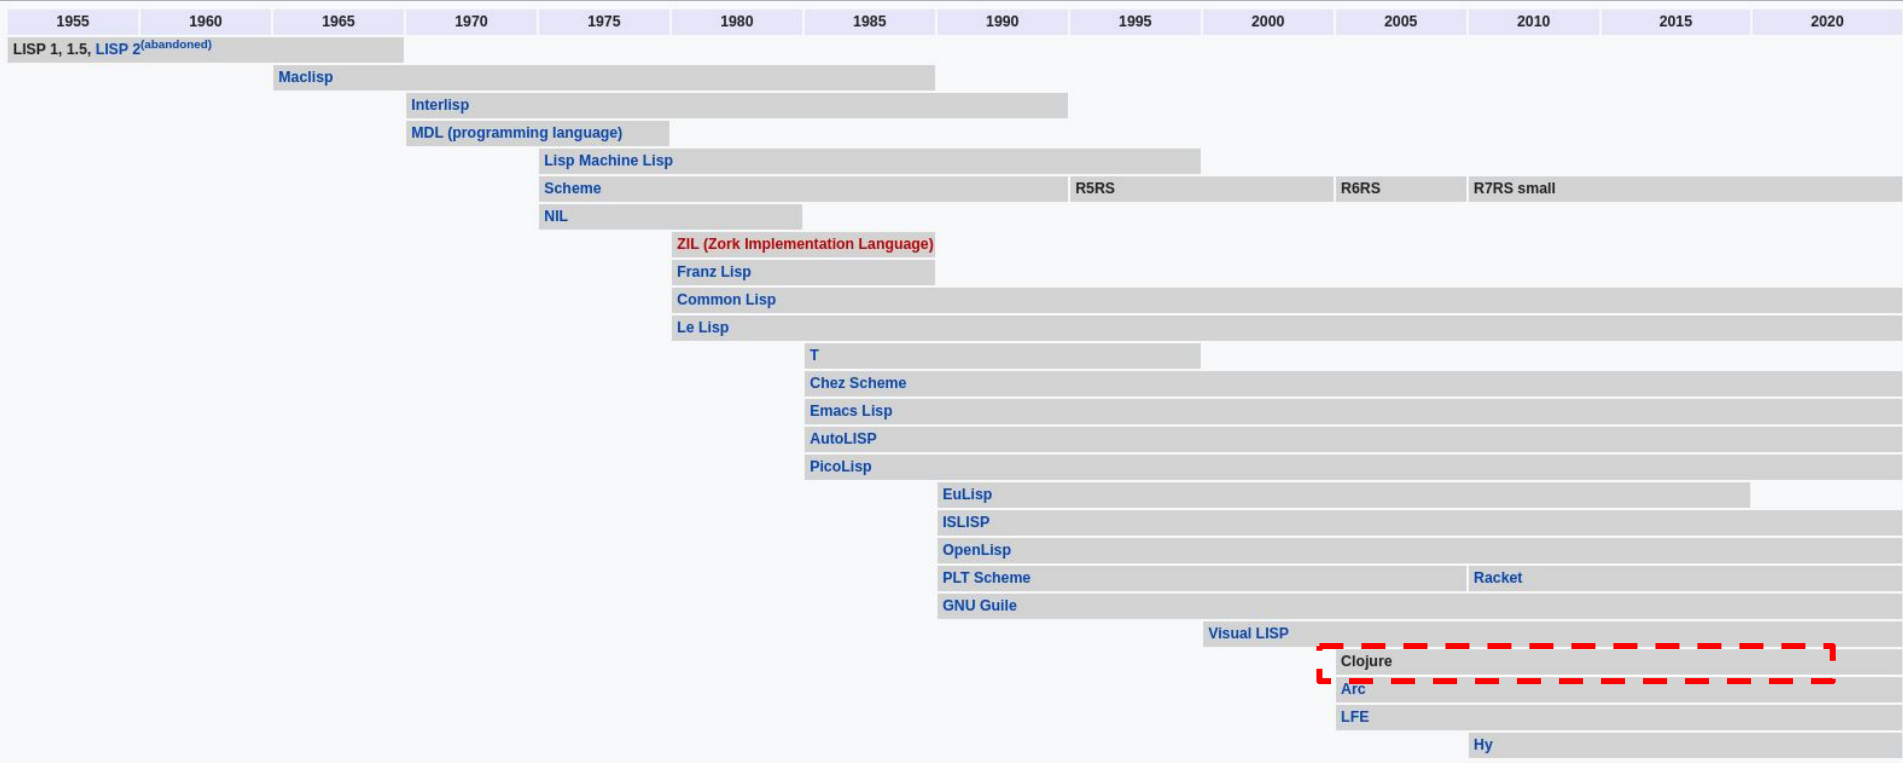 1955 1960 1965 1970 1975 1980 1985 1990 1995 2000 2005 2010 2015 2020
LISP 1, 1.5, LISP 2(abandoned)
Maclisp
Interlisp
MDL (programming language)
Lisp Machine Lisp
Scheme R5RS R6RS R7RS small
NIL
ZIL (Zork Implementation Language)
Franz Lisp
Common Lisp
Le Lisp
T
Chez Scheme
Emacs Lisp
AutoLISP
PicoLisp
EuLisp
ISLISP
OpenLisp
PLT Scheme Racket
GNU Guile
Visual LISP
Clojure
Arc
LFE
Hy